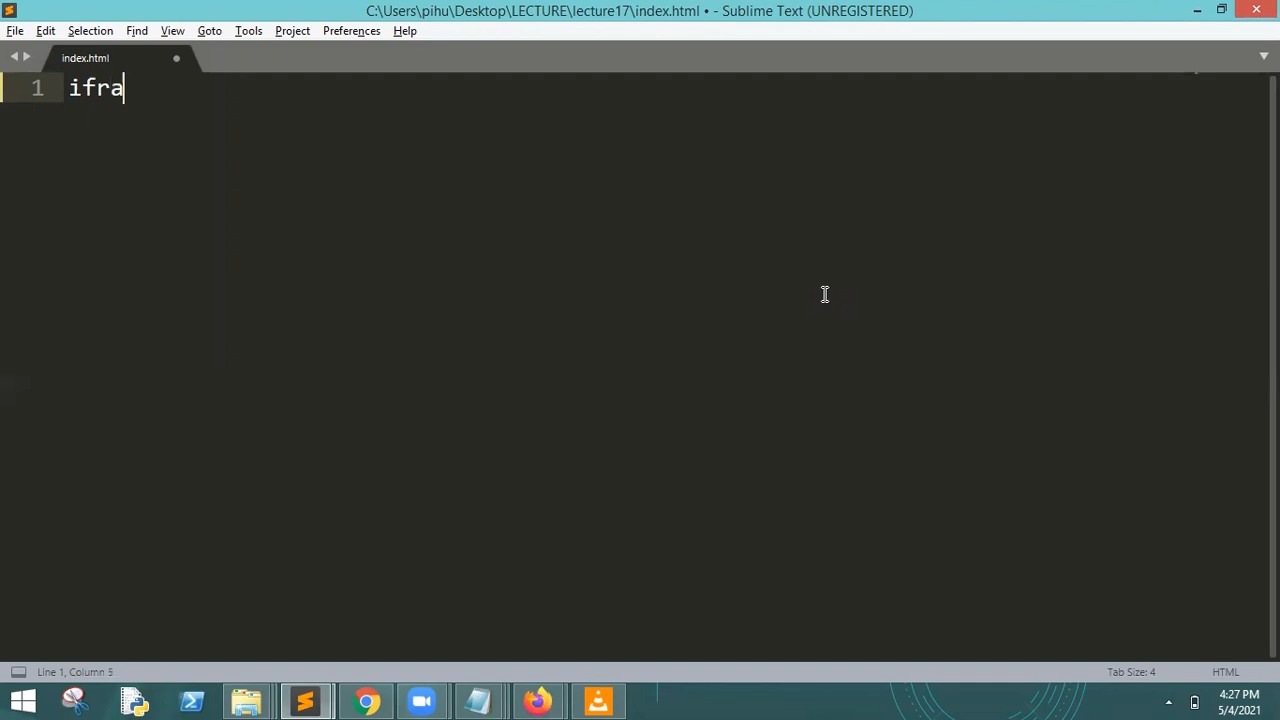 C:\Users\pihu\Desktop\LECTURE\lecture17\index.html • - Sublime Text (UNREGISTERED)
File Edit Selection Find View Goto Tools Project Preferences Help
index.html
1 ifra
Line 1, Column 5 Tab Size: 4 HTML
4:27 PM
5/4/2021